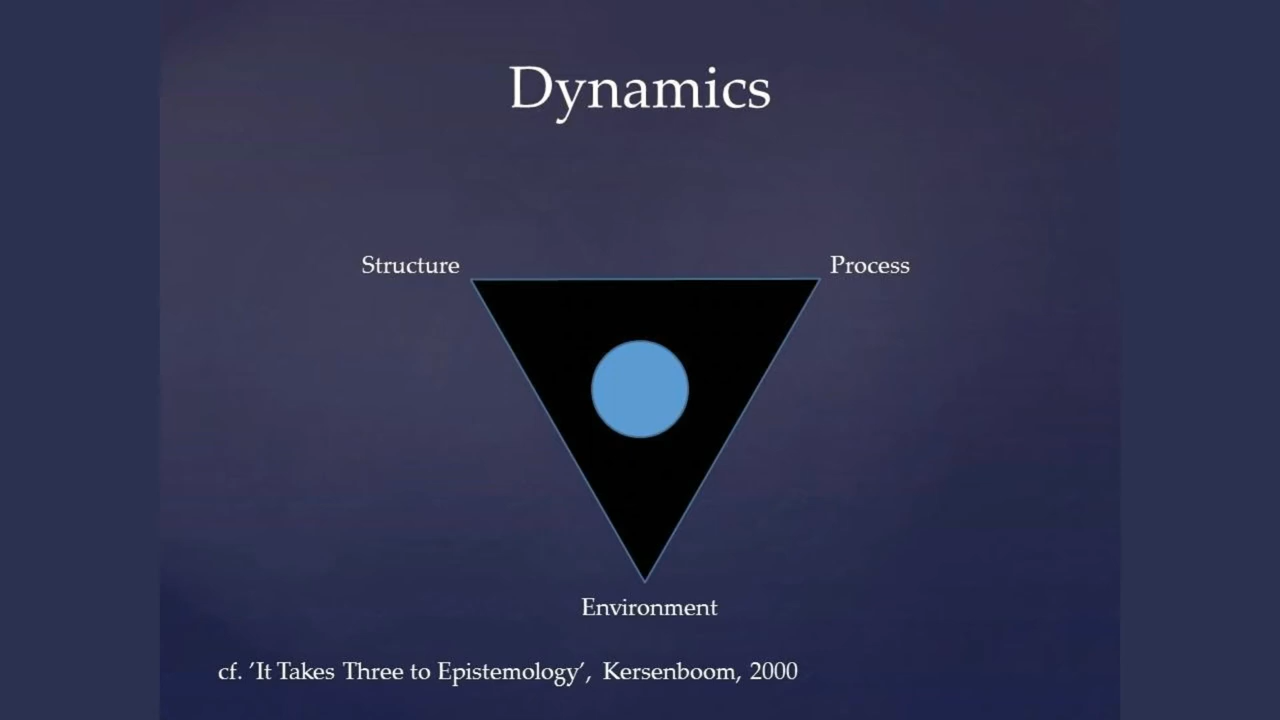 Dynamics
Structure
Process
Environment
cf. ’It Takes Three to Epistemology’, Kersenboom, 2000